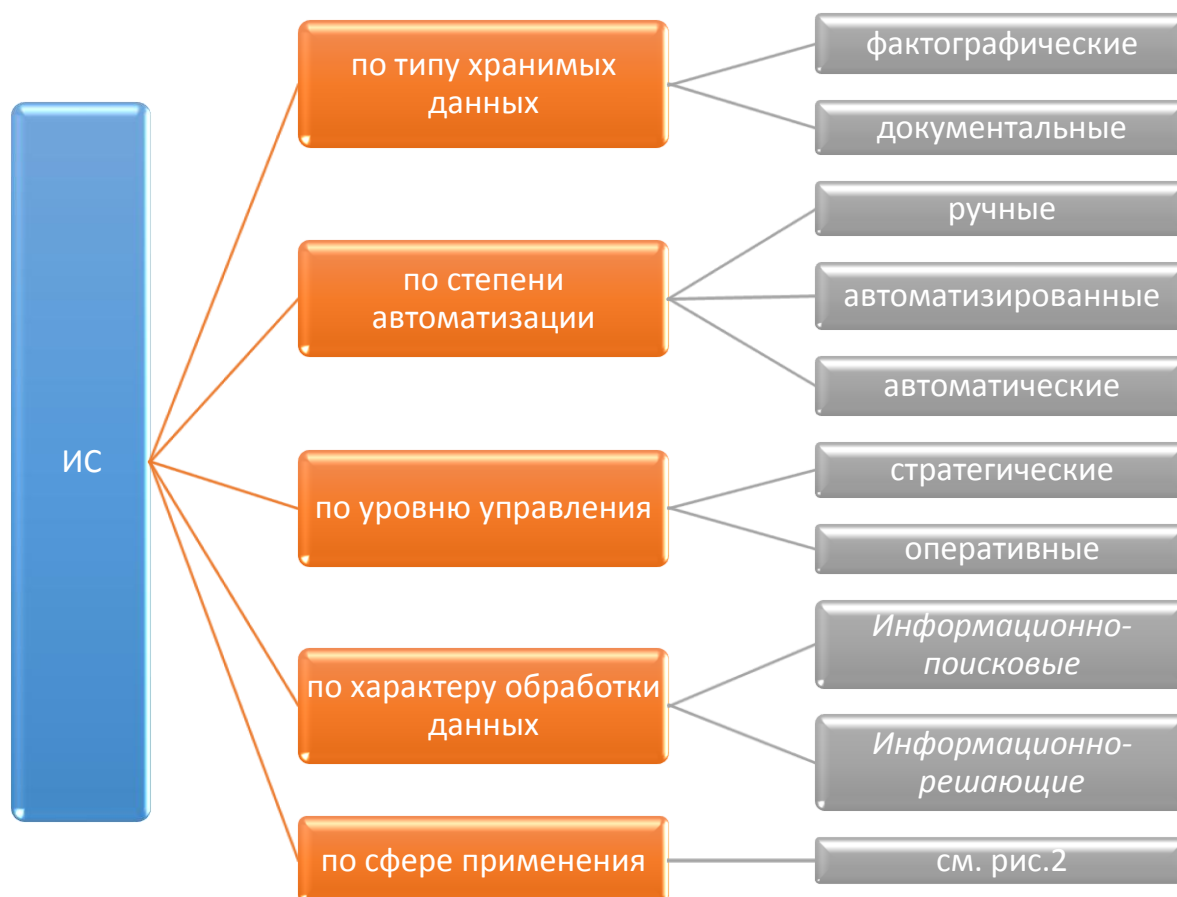 ИС
по типу хранимых
данных
фактографические
документальные
по степени
автоматизации
ручные
автоматизированные
автоматические
по уровню управления
стратегические
оперативные
по характеру обработки
данных
Информационно-
поисковые
Информационно-
решающие
по сфере применения
см. рис.2